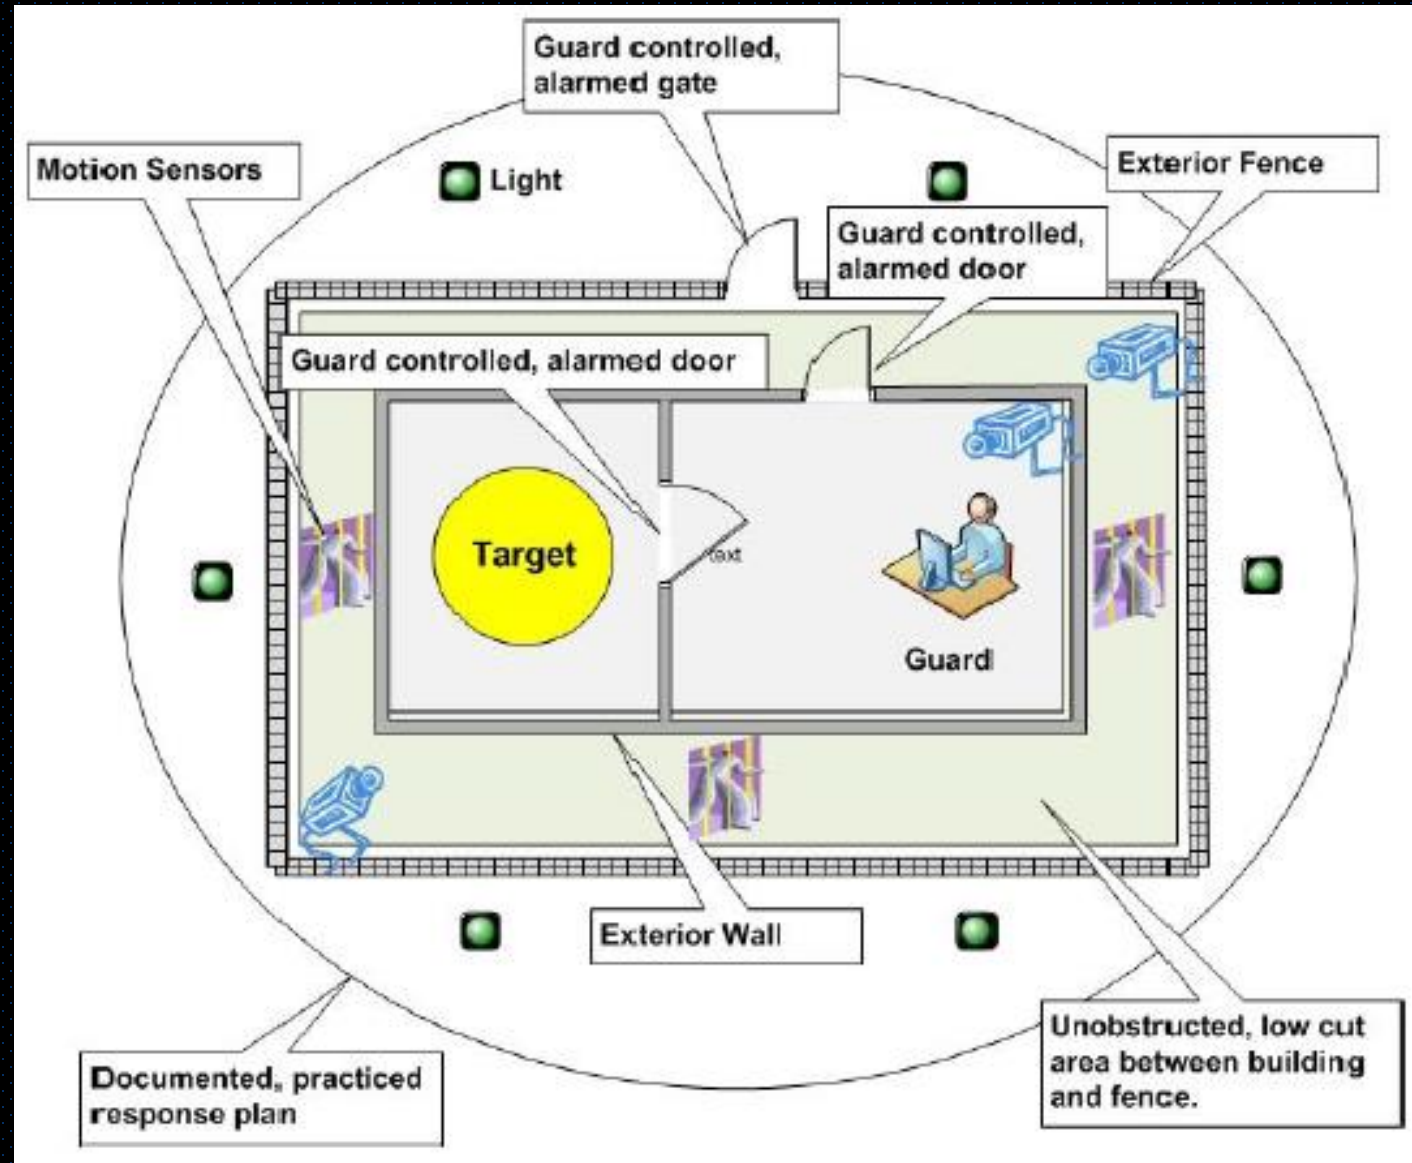 Guard controlled,
alarmed gate
Motion Sensors
Light
Exterior Fence
Guard controlled,
alarmed door
Guard controlled, alarmed door
Target
text
Guard
Exterior Wall
Unobstructed, low cut
area between building
and fence.
Documented, practiced
response plan